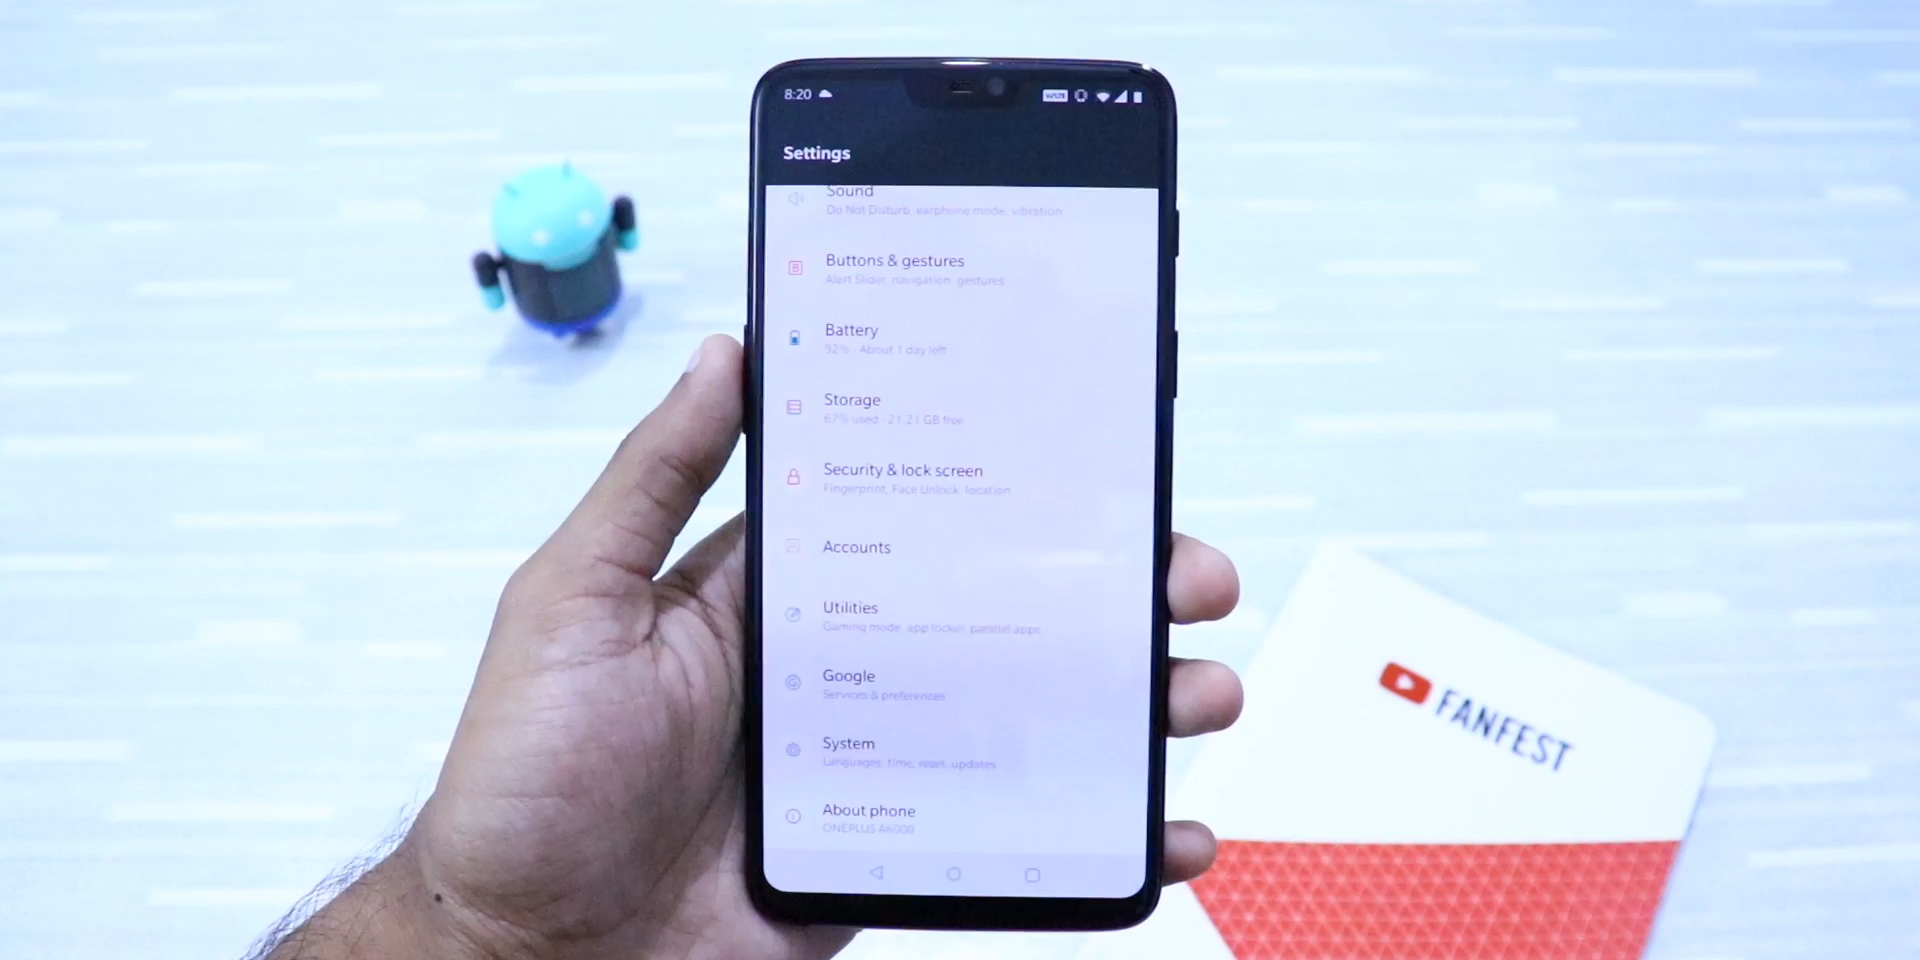 8:20
VoLTE
Settings
Sound
Do Not Disturb, earphone mode, vibration
Buttons & gestures
Alert Slider, navigation, gestures
Battery
92% - About 1 day left
Storage
67% used - 21.21 GB free
Security & lock screen
Fingerprint, Face Unlock, location
Accounts
Utilities
Gaming mode, app locker, parallel apps
Google
Services & preferences
System
Languages, time, reset, updates
About phone
ONEPLUS A6000
FANFEST